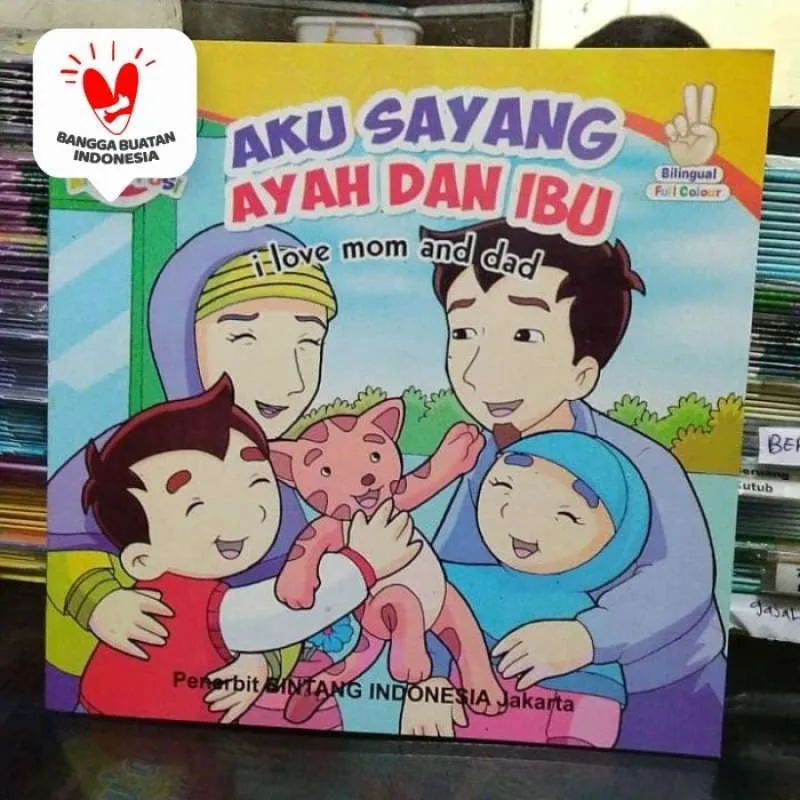 BANGGA BUATAN
INDONESIA
AKU SAYANG
AYAH DAN IBU
i love mom and dad
Bilingual
Full Colour
Penerbit BINTANG INDONESIA Jakarta
utub